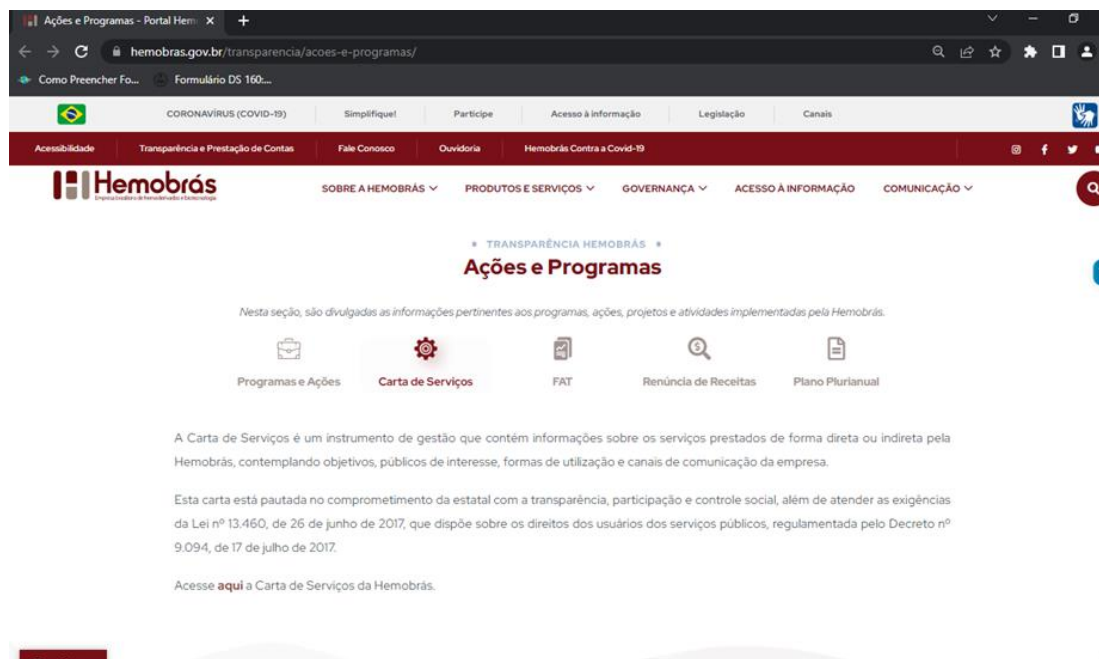 Ações e Programas - Portal Hem
hemobras.gov.br/transparencia/acoes-e-programas/
Como Preencher Fo... Formulário DS 160:...
CORONAVÍRUS (COVID-19) Simplifique! Participe Acesso à informação Legislação Canais
Acessibilidade Transparência e Prestação de Contas Fale Conosco Ouvidoria Hemobrás Contra a Covid-19
Hemobrás
Empresa Brasileira de Hemoderivados e Biotecnologia
SOBRE A HEMOBRÁS PRODUTOS E SERVIÇOS GOVERNANÇA ACESSO À INFORMAÇÃO COMUNICAÇÃO
TRANSPARÊNCIA HEMOBRÁS
Ações e Programas
Nesta seção, são divulgadas as informações pertinentes aos programas, ações, projetos e atividades implementadas pela Hemobrás.
Programas e Ações Carta de Serviços FAT Renúncia de Receitas Plano Plurianual
A Carta de Serviços é um instrumento de gestão que contém informações sobre os serviços prestados de forma direta ou indireta pela
Hemobrás, contemplando objetivos, públicos de interesse, formas de utilização e canais de comunicação da empresa.
Esta carta está pautada no comprometimento da estatal com a transparência, participação e controle social, além de atender as exigências
da Lei nº 13.460, de 26 de junho de 2017, que dispõe sobre os direitos dos usuários dos serviços públicos, regulamentada pelo Decreto nº
9.094, de 17 de julho de 2017.
Acesse aqui a Carta de Serviços da Hemobrás.